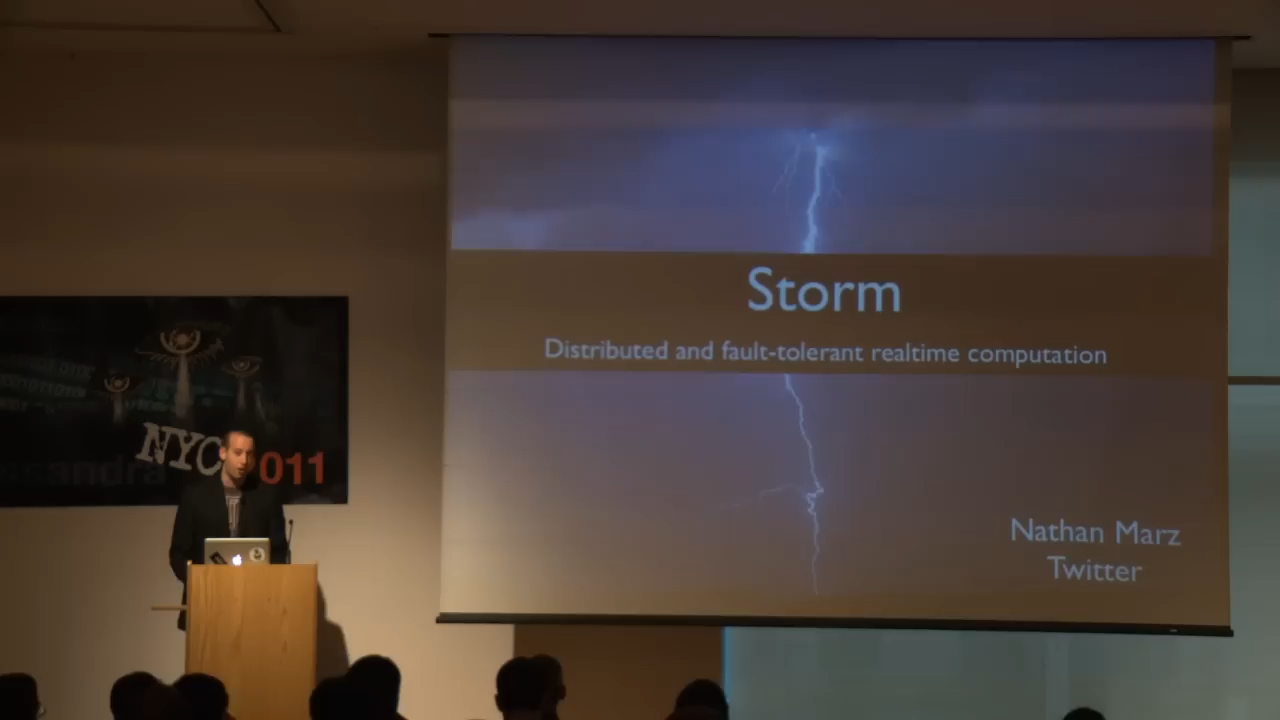 Storm
Distributed and fault-tolerant realtime computation
Nathan Marz
Twitter
NYC
011